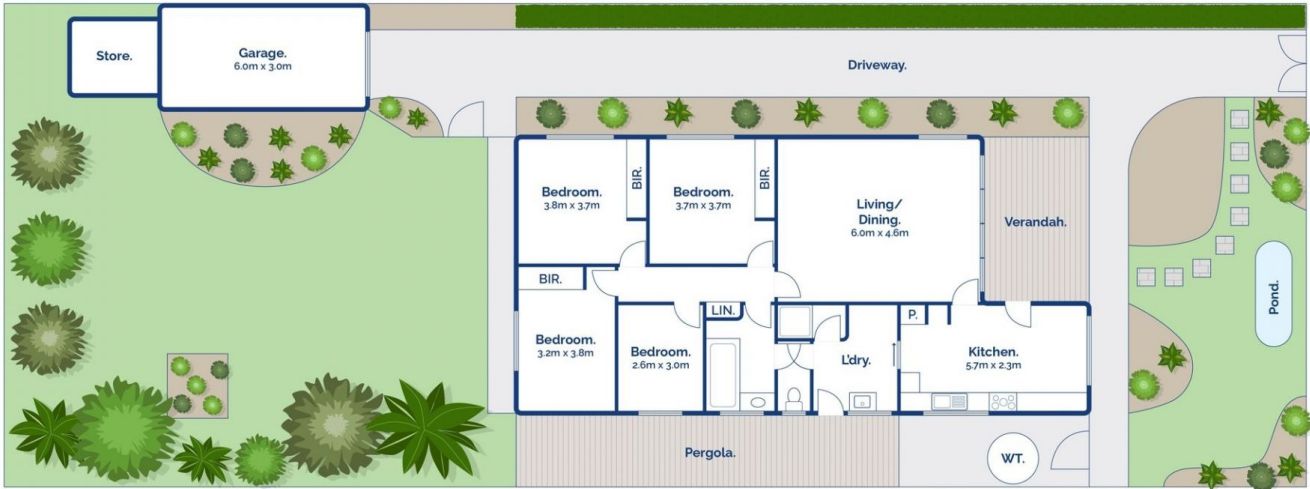 Store.
Garage.
6.0m x 3.0m
Driveway.
Bedroom.
3.8m x 3.7m
BIR.
Bedroom.
3.7m x 3.7m
BIR.
Living/
Dining.
6.0m x 4.6m
Verandah.
BIR.
Bedroom.
3.2m x 3.8m
Bedroom.
2.6m x 3.0m
LIN.
L'dry.
P.
Kitchen.
5.7m x 2.3m
Pond.
Pergola.
WT.